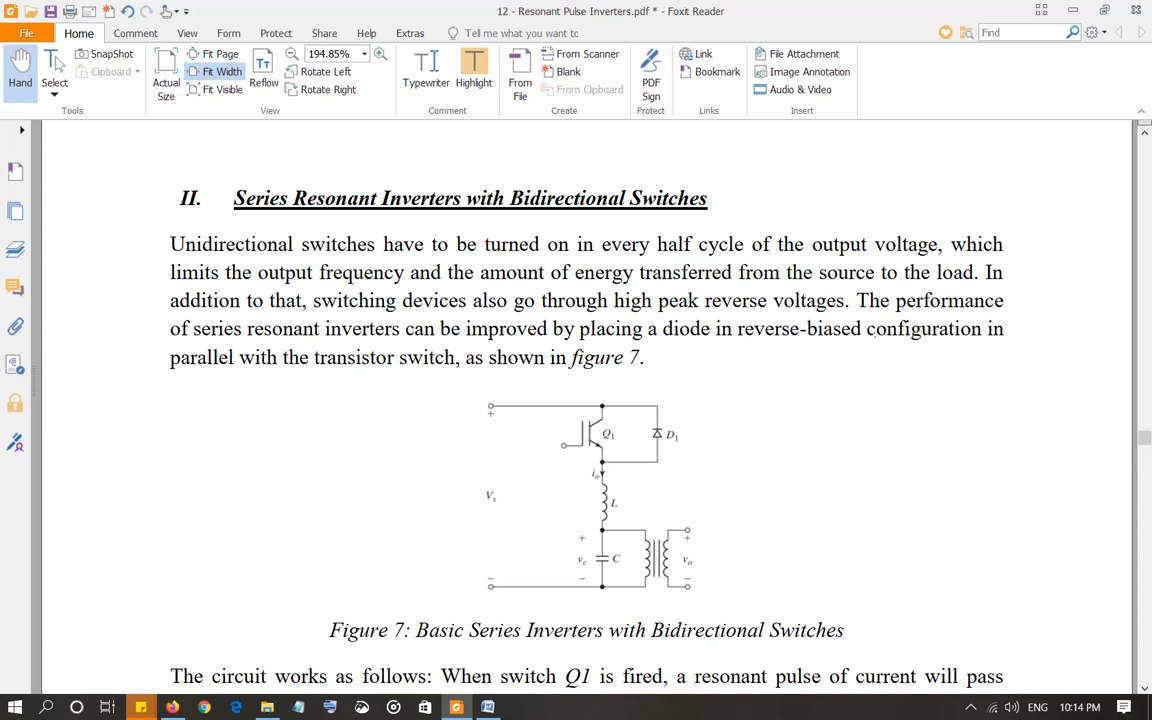 12 - Resonant Pulse Inverters.pdf * - Foxit Reader
File Home Comment View Form Protect Share Help Extras Tell me what you want to Find
Hand
Select
SnapShot
Clipboard
Tools
Actual Size
Fit Page
Fit Width
Fit Visible
Reflow
194.85%
Rotate Left
Rotate Right
View
Typewriter
Highlight
Comment
From File
From Scanner
Blank
From Clipboard
Create
PDF Sign
Protect
Link
Bookmark
Links
File Attachment
Image Annotation
Audio & Video
Insert
II. Series Resonant Inverters with Bidirectional Switches
Unidirectional switches have to be turned on in every half cycle of the output voltage, which
limits the output frequency and the amount of energy transferred from the source to the load. In
addition to that, switching devices also go through high peak reverse voltages. The performance
of series resonant inverters can be improved by placing a diode in reverse-biased configuration in
parallel with the transistor switch, as shown in figure 7.
+
Q1 D1
io
Vs L
+ +
vc C vo
− − −
Figure 7: Basic Series Inverters with Bidirectional Switches
The circuit works as follows: When switch Q1 is fired, a resonant pulse of current will pass
ENG 10:14 PM